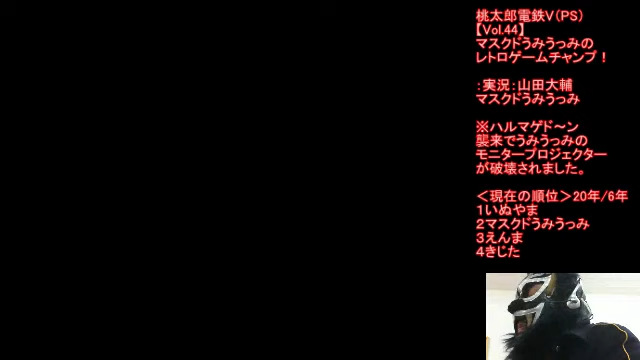 桃太郎電鉄V(PS)
【Vol.44】
マスクドうみうっみの
レトロゲームチャンプ！
：実況：山田大輔
マスクドうみうっみ
※ハルマゲド～ン
襲来でうみうっみの
モニタープロジェクター
が破壊されました。
＜現在の順位＞20年/6年
1いぬやま
2マスクドうみうっみ
3えんま
4きじた